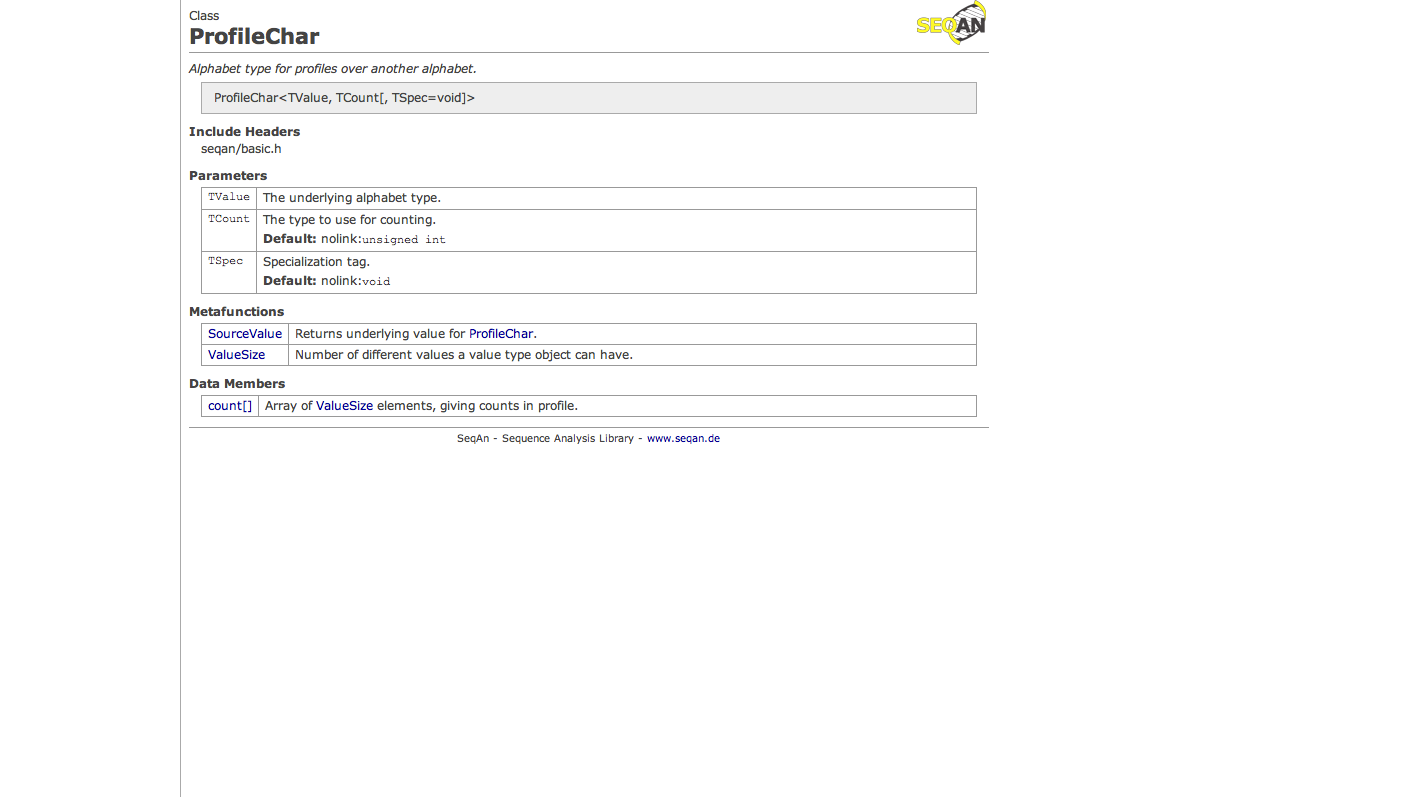 Class
ProfileChar
SEQAN
Alphabet type for profiles over another alphabet.
ProfileChar<TValue, TCount[, TSpec=void]>
Include Headers
seqan/basic.h
Parameters
TValue The underlying alphabet type.
TCount The type to use for counting.
Default: nolink:unsigned int
TSpec Specialization tag.
Default: nolink:void
Metafunctions
SourceValue Returns underlying value for ProfileChar.
ValueSize Number of different values a value type object can have.
Data Members
count[] Array of ValueSize elements, giving counts in profile.
SeqAn - Sequence Analysis Library - www.seqan.de